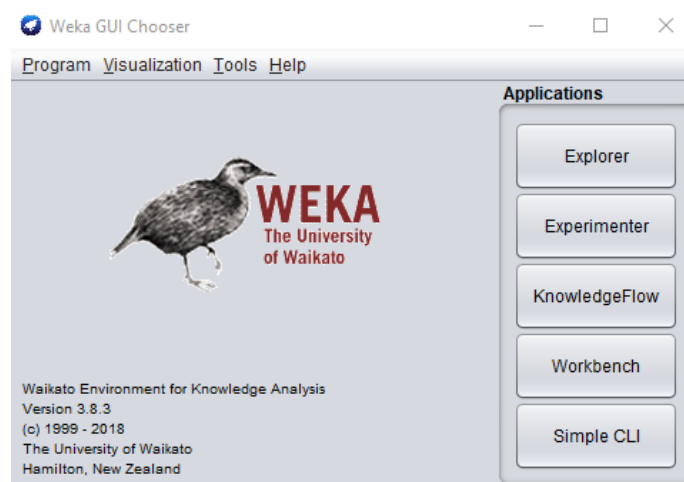 Weka GUI Chooser
Program Visualization Tools Help
Applications
Explorer
Experimenter
KnowledgeFlow
Workbench
Simple CLI
WEKA
The University
of Waikato
Waikato Environment for Knowledge Analysis
Version 3.8.3
(c) 1999 - 2018
The University of Waikato
Hamilton, New Zealand